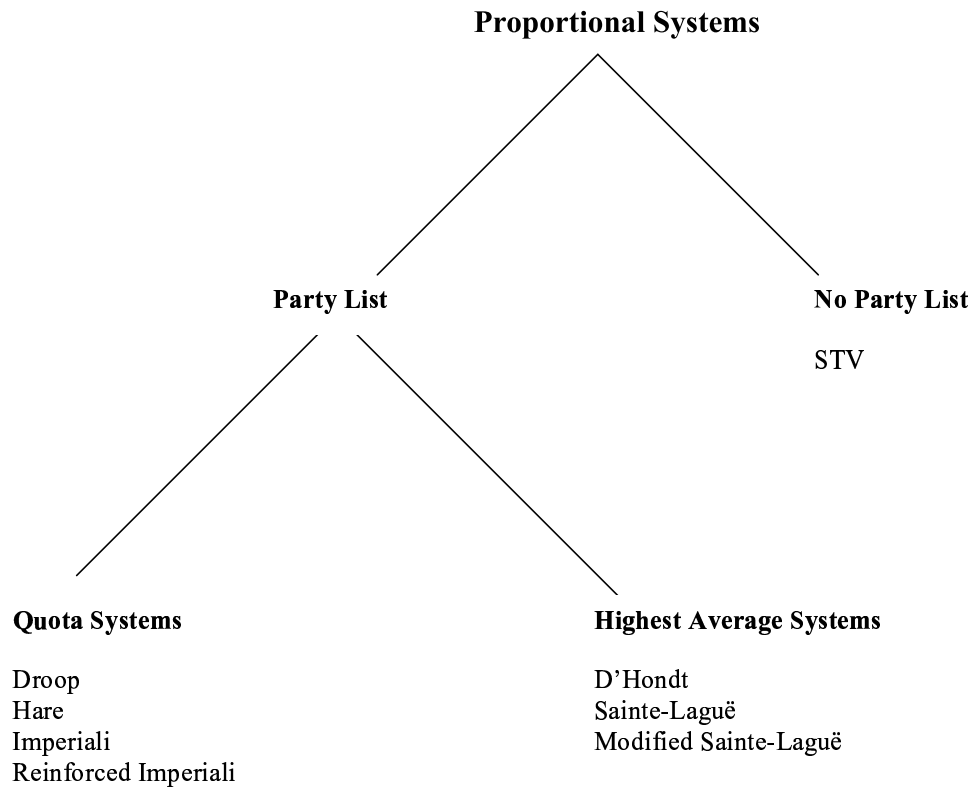 Proportional Systems
Party List
No Party List
STV
Quota Systems
Droop
Hare
Imperiali
Reinforced Imperiali
Highest Average Systems
D’Hondt
Sainte-Laguë
Modified Sainte-Laguë